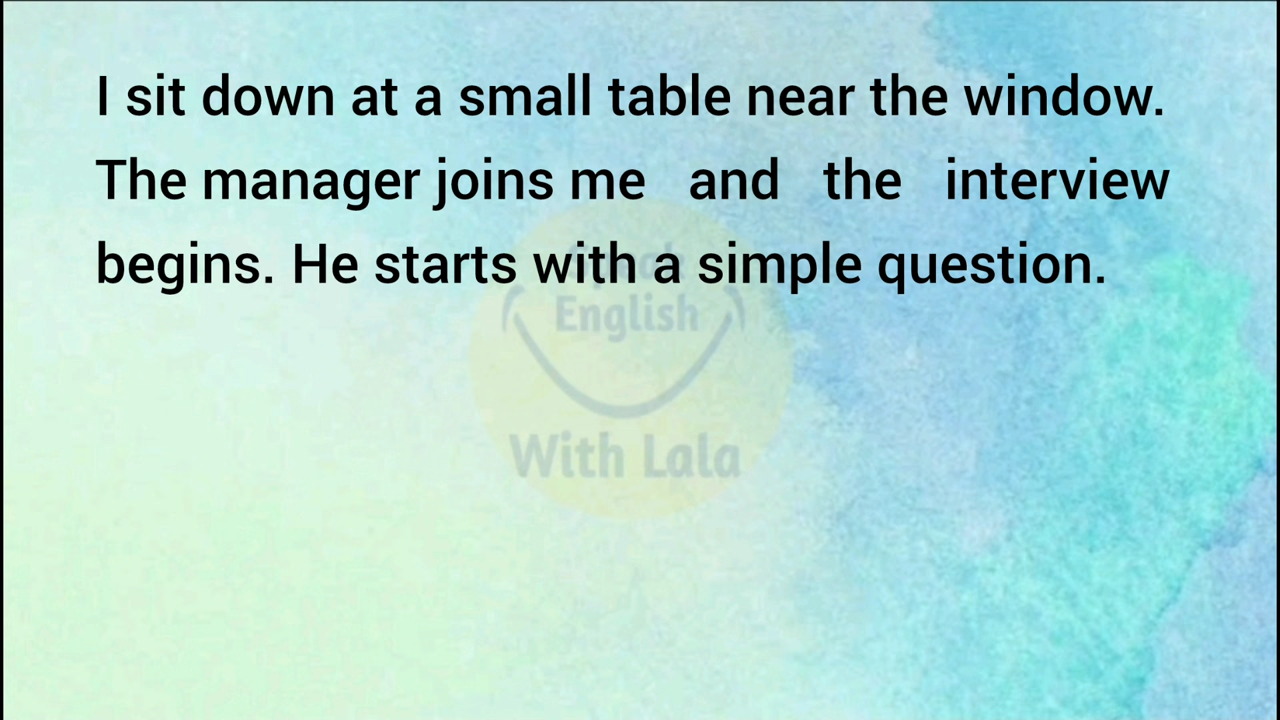 I sit down at a small table near the window.
The manager joins me and the interview
begins. He starts with a simple question.
English
With Lala